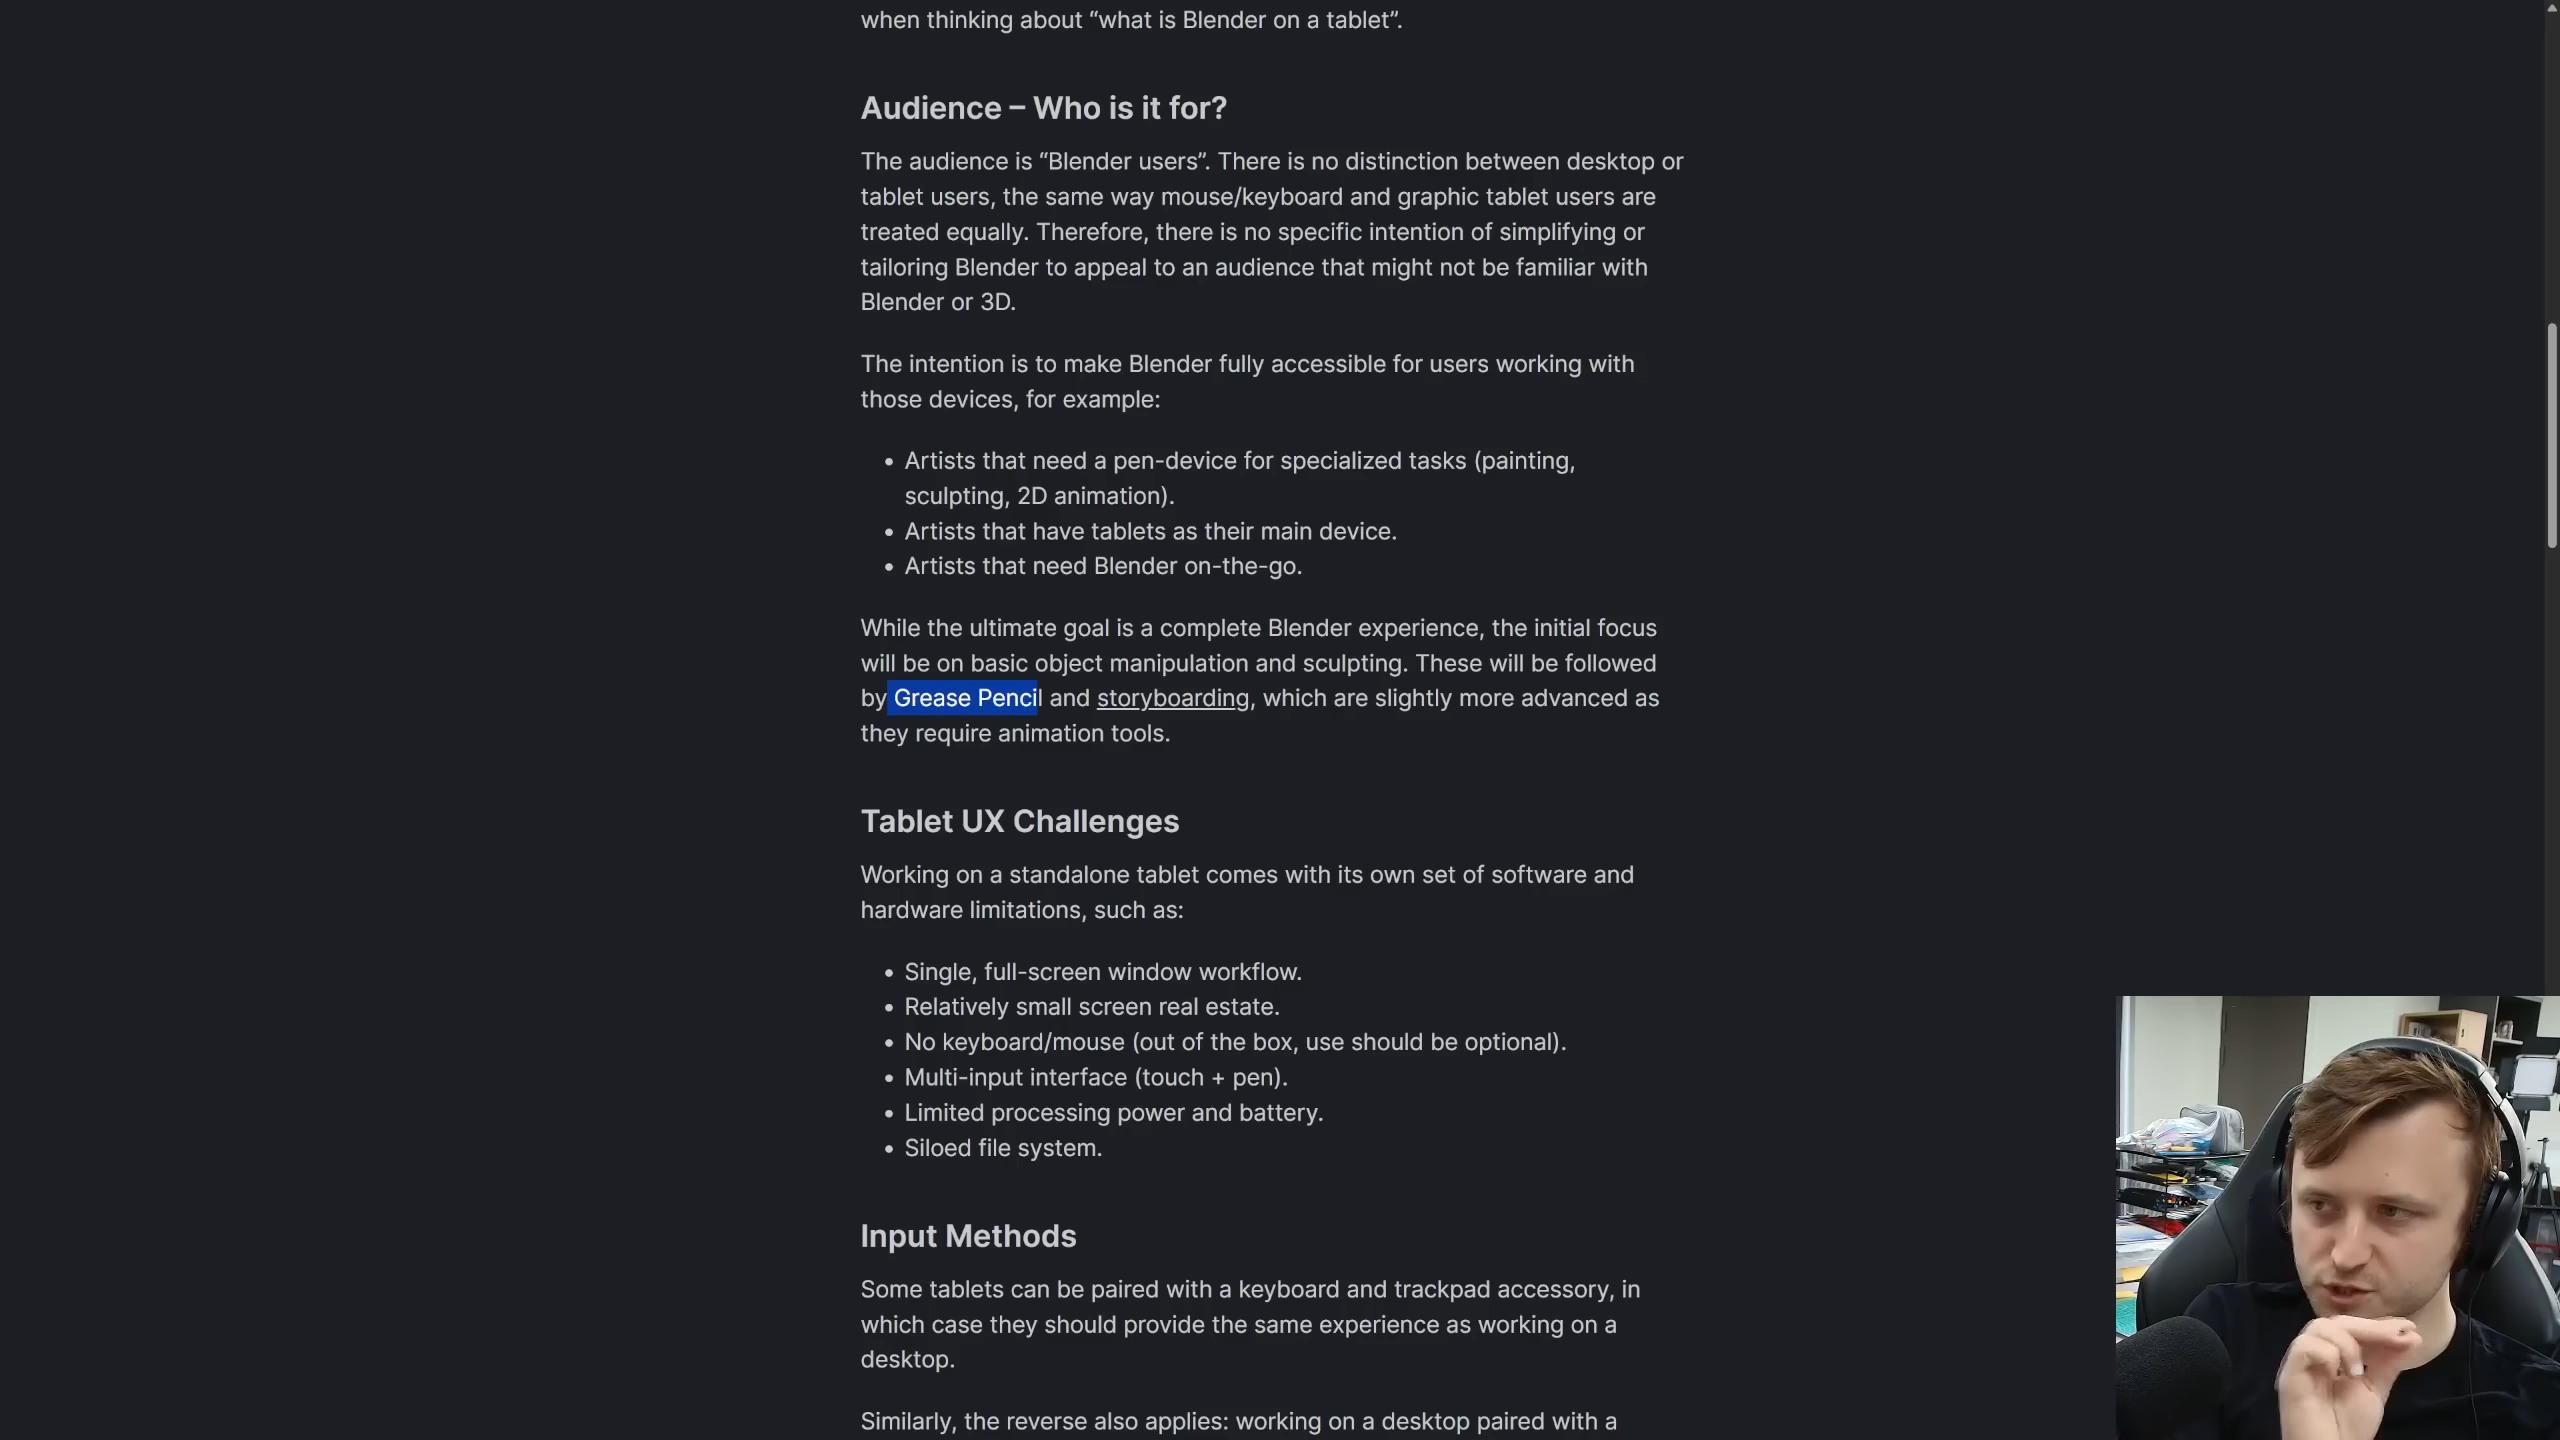 when thinking about “what is Blender on a tablet”.
Audience – Who is it for?
The audience is “Blender users”. There is no distinction between desktop or
tablet users, the same way mouse/keyboard and graphic tablet users are
treated equally. Therefore, there is no specific intention of simplifying or
tailoring Blender to appeal to an audience that might not be familiar with
Blender or 3D.
The intention is to make Blender fully accessible for users working with
those devices, for example:
• Artists that need a pen-device for specialized tasks (painting,
sculpting, 2D animation).
• Artists that have tablets as their main device.
• Artists that need Blender on-the-go.
While the ultimate goal is a complete Blender experience, the initial focus
will be on basic object manipulation and sculpting. These will be followed
by Grease Pencil and storyboarding, which are slightly more advanced as
they require animation tools.
Tablet UX Challenges
Working on a standalone tablet comes with its own set of software and
hardware limitations, such as:
• Single, full-screen window workflow.
• Relatively small screen real estate.
• No keyboard/mouse (out of the box, use should be optional).
• Multi-input interface (touch + pen).
• Limited processing power and battery.
• Siloed file system.
Input Methods
Some tablets can be paired with a keyboard and trackpad accessory, in
which case they should provide the same experience as working on a
desktop.
Similarly, the reverse also applies: working on a desktop paired with a